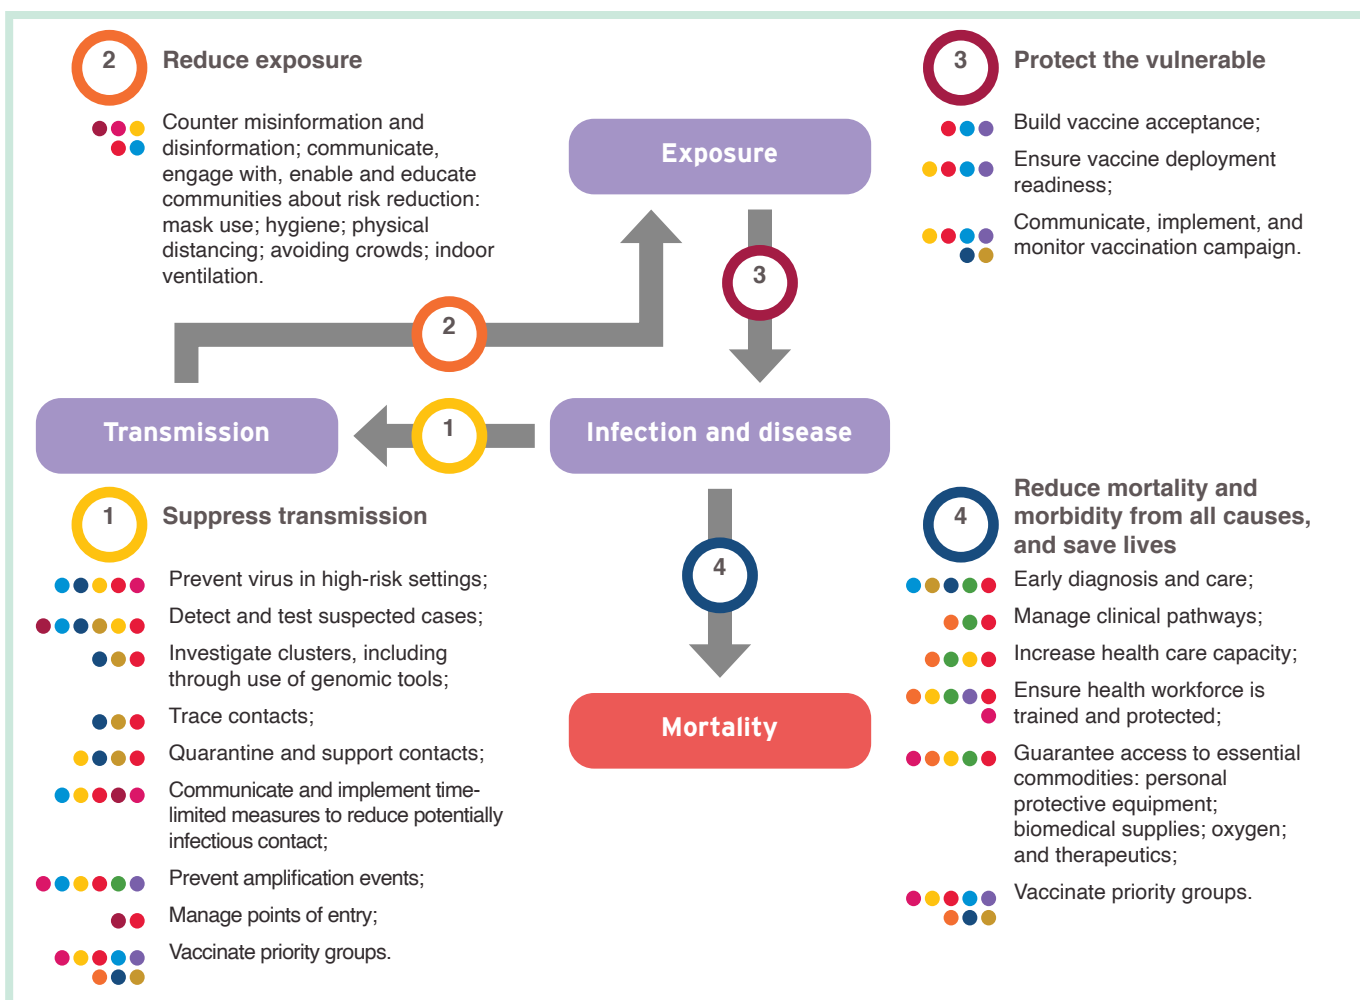 2
Reduce exposure
Counter misinformation and
disinformation; communicate,
engage with, enable and educate
communities about risk reduction:
mask use; hygiene; physical
distancing; avoiding crowds; indoor
ventilation.
Exposure
3
Protect the vulnerable
Build vaccine acceptance;
Ensure vaccine deployment
readiness;
Communicate, implement, and
monitor vaccination campaign.
3
2
Transmission
1
Infection and disease
1
Suppress transmission
Prevent virus in high-risk settings;
Detect and test suspected cases;
Investigate clusters, including
through use of genomic tools;
Trace contacts;
Quarantine and support contacts;
Communicate and implement time-
limited measures to reduce potentially
infectious contact;
Prevent amplification events;
Manage points of entry;
Vaccinate priority groups.
4
Mortality
4
Reduce mortality and
morbidity from all causes,
and save lives
Early diagnosis and care;
Manage clinical pathways;
Increase health care capacity;
Ensure health workforce is
trained and protected;
Guarantee access to essential
commodities: personal
protective equipment;
biomedical supplies; oxygen;
and therapeutics;
Vaccinate priority groups.